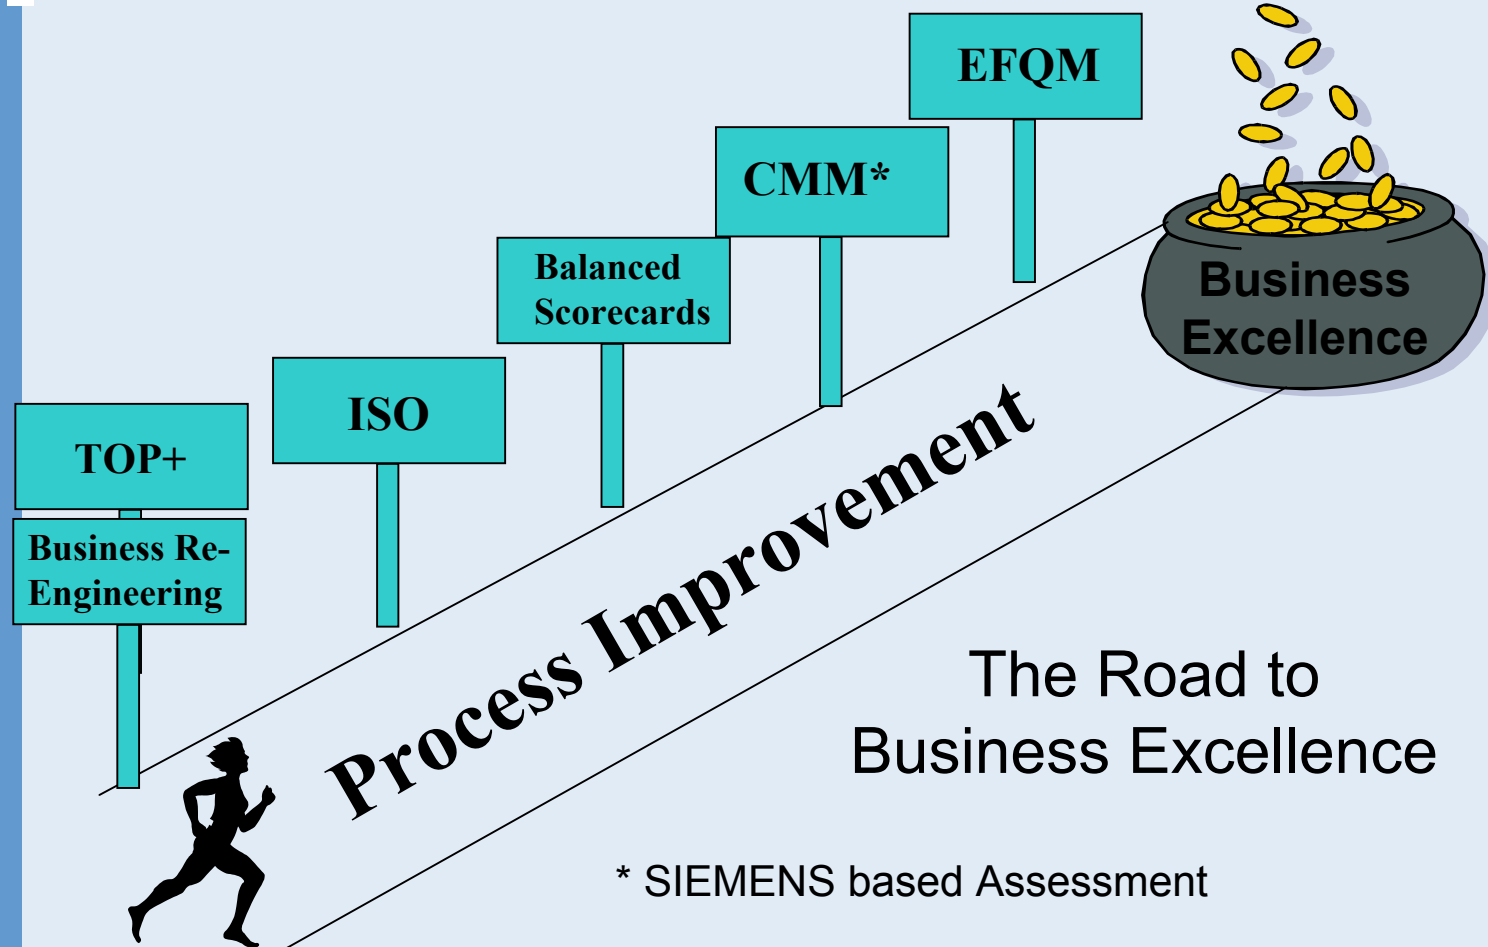 EFQM
CMM*
Balanced
Scorecards
ISO
TOP+
Business Re-
Engineering
Business
Excellence
Process Improvement
The Road to
Business Excellence
* SIEMENS based Assessment